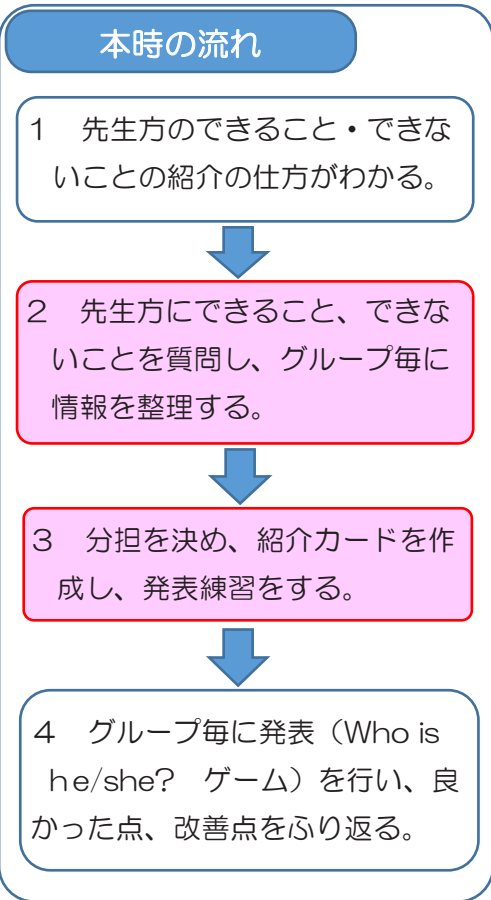 本時の流れ
１　先生方のできること・できな
いことの紹介の仕方がわかる。
２　先生方にできること、できな
いことを質問し、グループ毎に
情報を整理する。
３　分担を決め、紹介カードを作
成し、発表練習をする。
４　グループ毎に発表（Who is
ｈe/she?　ゲーム）を行い、良
かった点、改善点をふり返る。